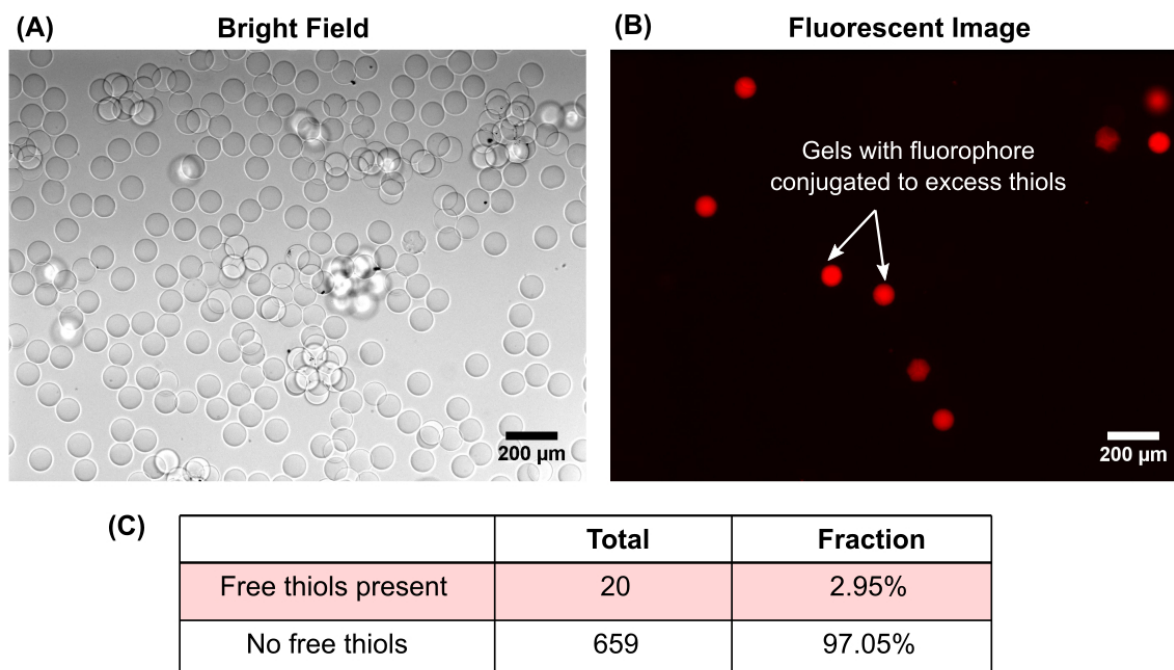 (A)
Bright Field
200 µm
(B)
Fluorescent Image
Gels with fluorophore
conjugated to excess thiols
200 µm
(C)
Total Fraction
Free thiols present 20 2.95%
No free thiols 659 97.05%